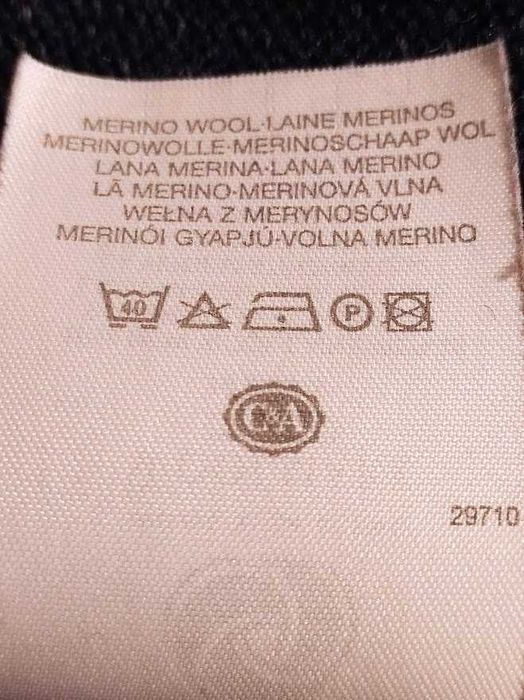 MERINO WOOL·LAINE MERINOS
MERINOWOLLE·MERINOSCHAAP WOL
LANA MERINA·LANA MERINO
LÃ MERINO·MERINOVÁ VLNA
WEŁNA Z MERYNOSÓW
MERINÓI GYAPJÚ·VOLNA MERINO
40 P
C&A
29710